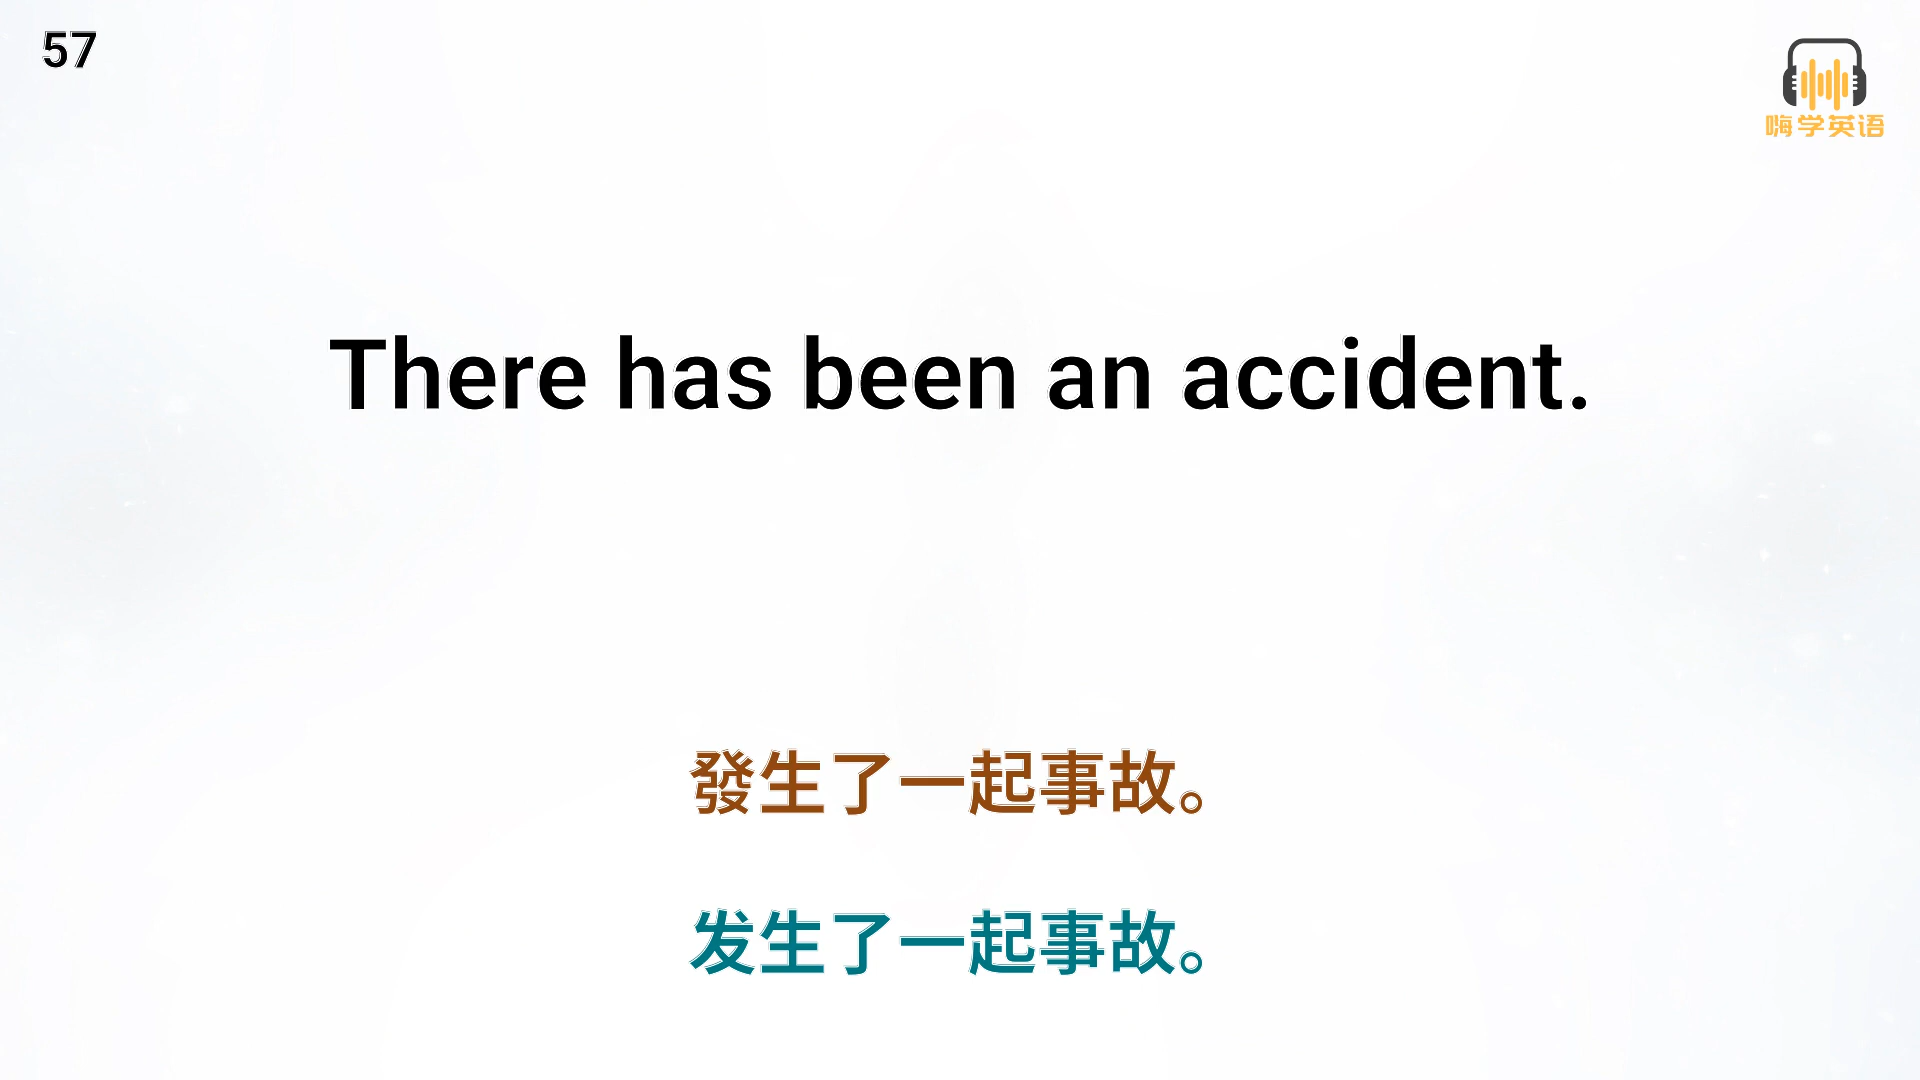 57
嗨学英语
There has been an accident.
發生了一起事故。
发生了一起事故。